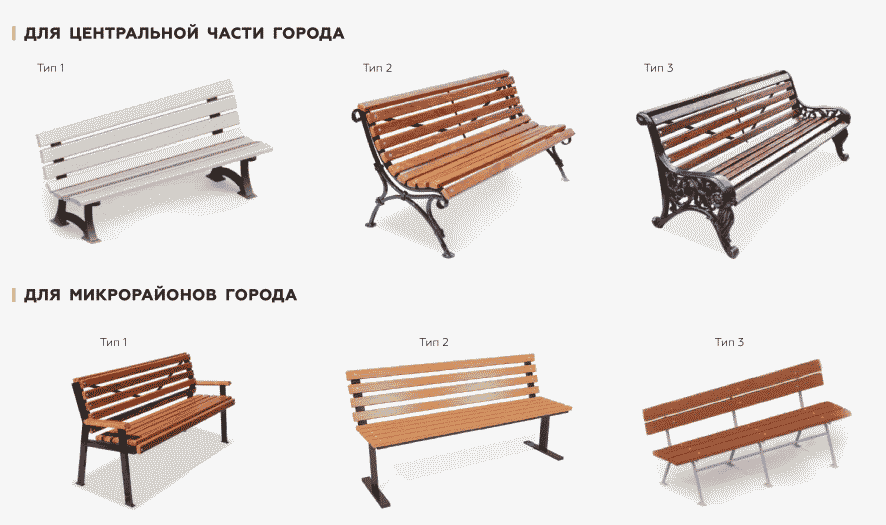 ДЛЯ ЦЕНТРАЛЬНОЙ ЧАСТИ ГОРОДА
Тип 1
Тип 2
Тип 3
ДЛЯ МИКРОРАЙОНОВ ГОРОДА
Тип 1
Тип 2
Тип 3